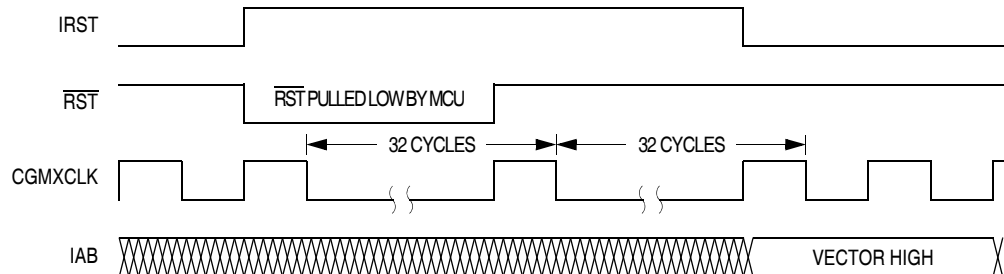 IRST
RST
RST PULLED LOW BY MCU
32 CYCLES 32 CYCLES
CGMXCLK
IAB
VECTOR HIGH